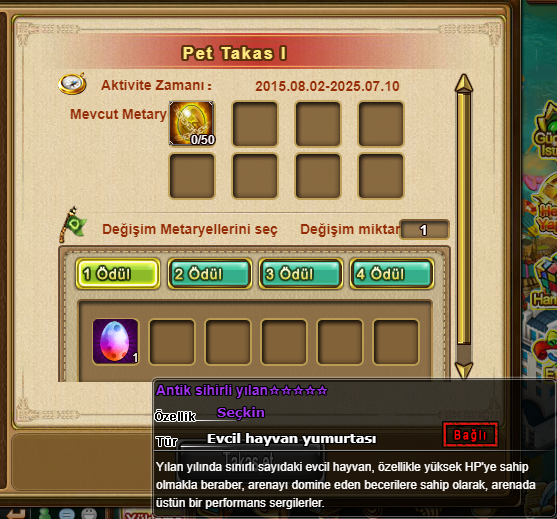 Pet Takas I
Aktivite Zamanı : 2015.08.02-2025.07.10
Mevcut Metary
0/50
Değişim Metaryellerini seç Değişim miktar 1
1 Ödül 2 Ödül 3 Ödül 4 Ödül
1
Antik sihirli yılan☆☆☆☆☆
Özellik Seçkin
Tür Evcil hayvan yumurtası
Bağlı
Takas et
Yılan yılında sınırlı sayıdaki evcil hayvan, özellikle yüksek HP'ye sahip
olmakla beraber, arenayı domine eden becerilere sahip olarak, arenada
üstün bir performans sergilerler.